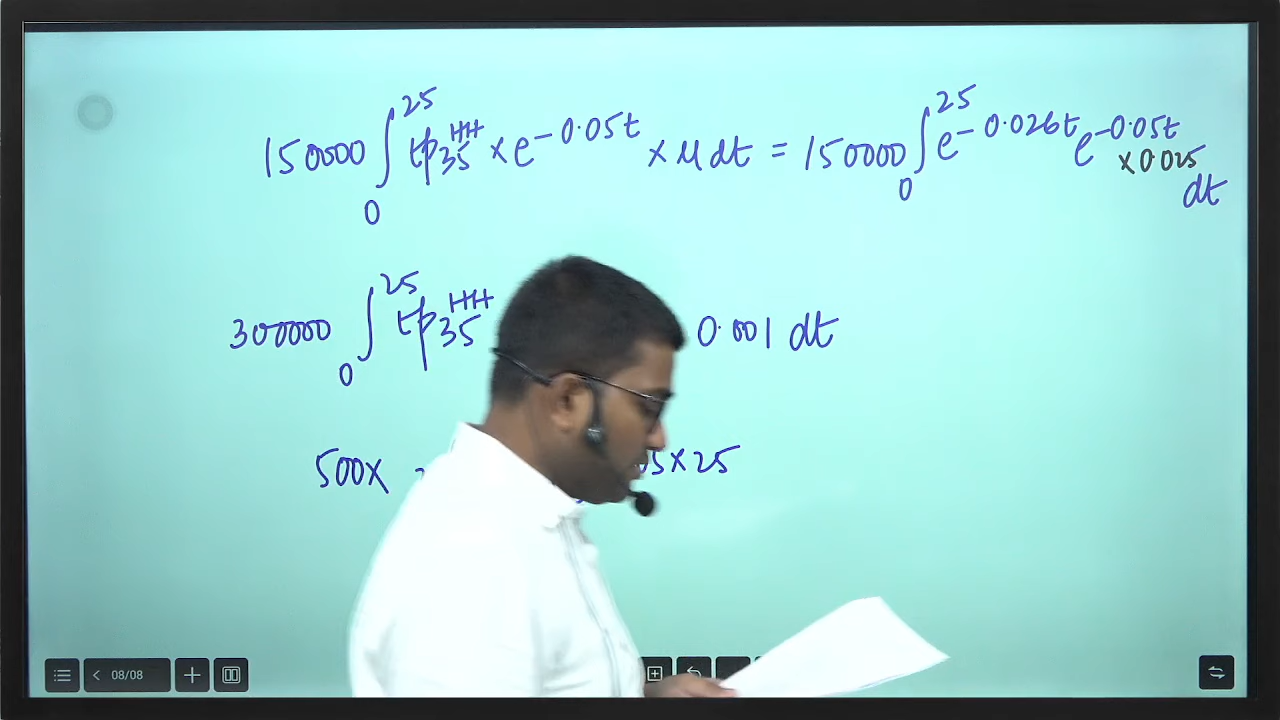 150000 ∫₀²⁵ ₜp₃₅ᴴᴴ × e^(-0.05t) × μ dt = 150000 ∫₀²⁵ e^(-0.026t) e^(-0.05t) × 0.025 dt
300000 ∫₀²⁵ ₜp₃₅ᴴᴴ 0.001 dt
500 × 05×25
08/08